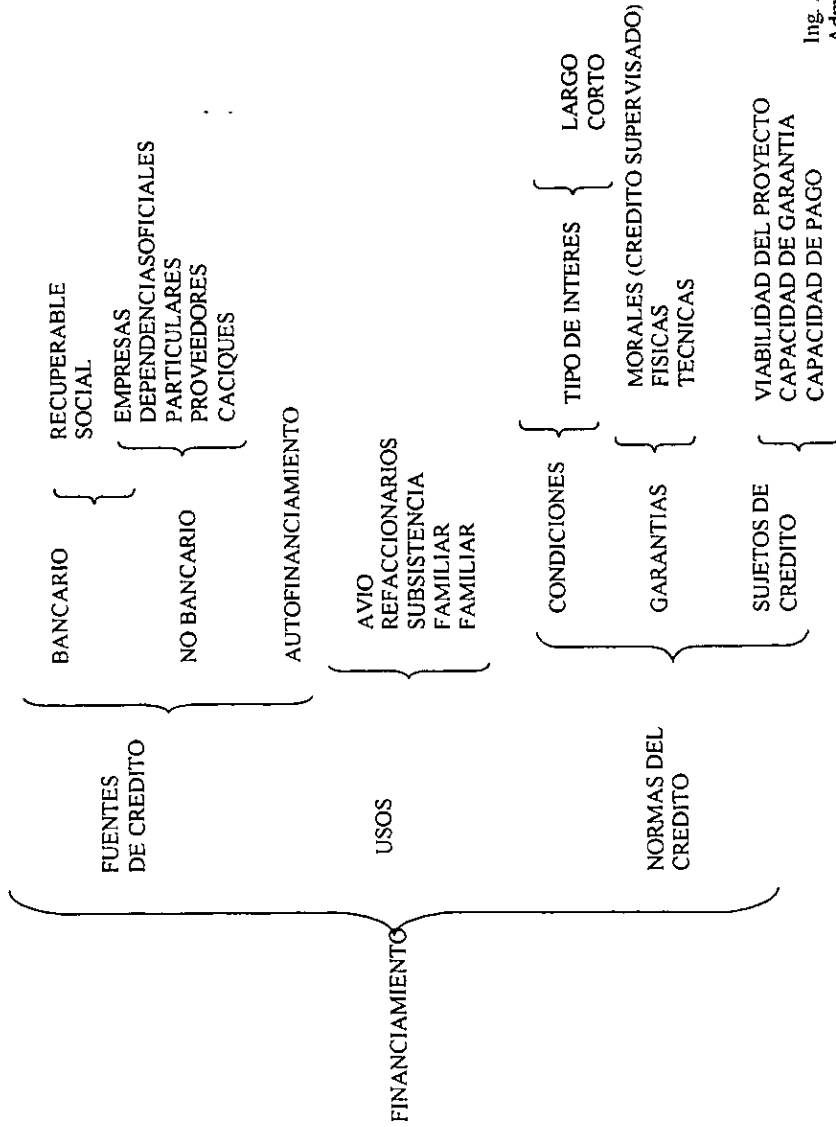 FINANCIAMIENTO
FUENTES
DE CREDITO
BANCARIO
RECUPERABLE
SOCIAL
NO BANCARIO
EMPRESAS
DEPENDENCIASOFICIALES
PARTICULARES
PROVEEDORES
CACIQUES
AUTOFINANCIAMIENTO
USOS
AVIO
REFACCIONARIOS
SUBSISTENCIA
FAMILIAR
FAMILIAR
NORMAS DEL
CREDITO
CONDICIONES
TIPO DE INTERES
LARGO
CORTO
GARANTIAS
MORALES (CREDITO SUPERVISADO)
FISICAS
TECNICAS
SUJETOS DE
CREDITO
VIABILIDAD DEL PROYECTO
CAPACIDAD DE GARANTIA
CAPACIDAD DE PAGO
Ing.